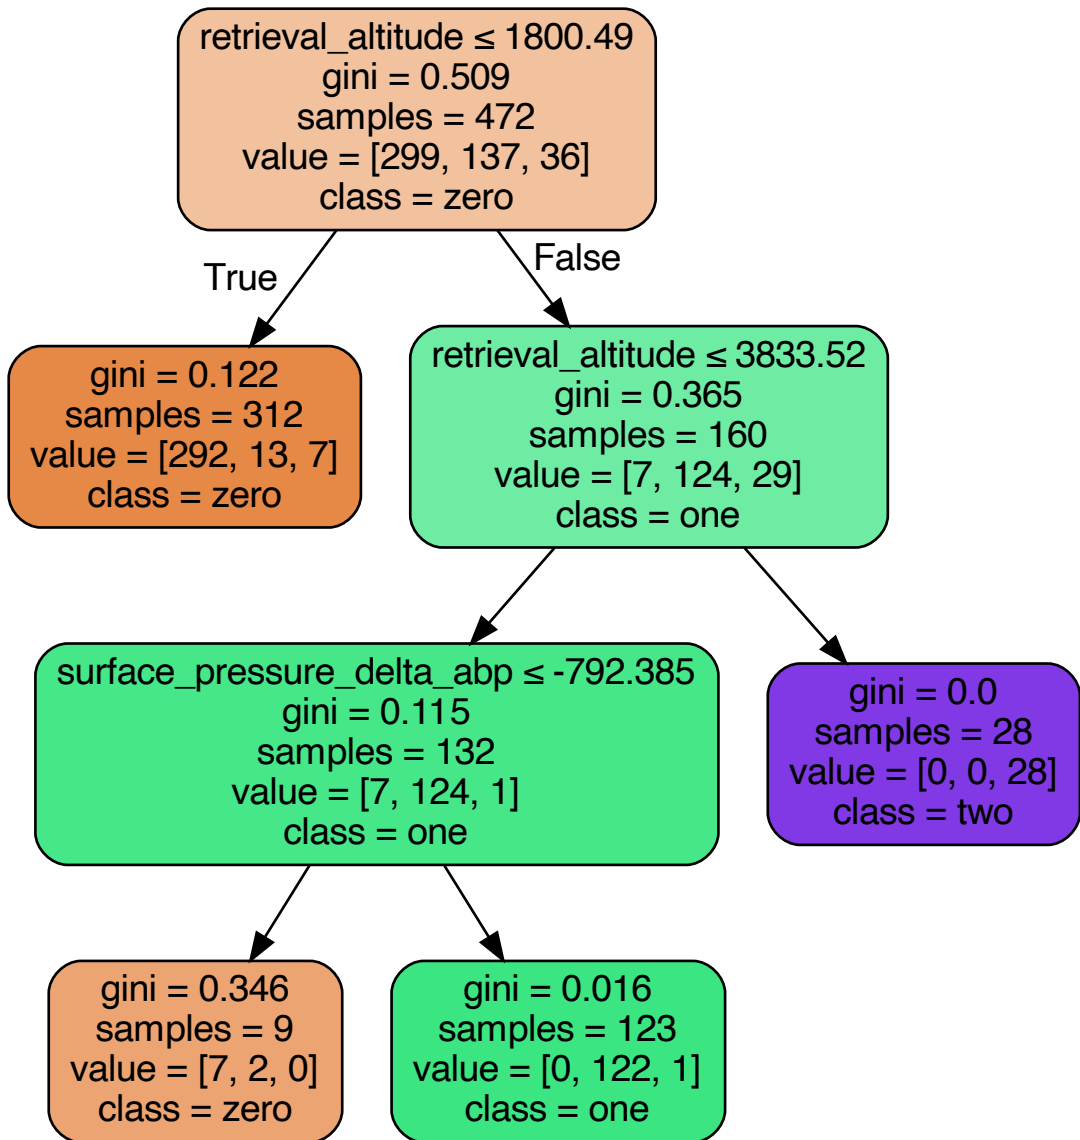 retrieval_altitude ≤ 1800.49
gini = 0.509
samples = 472
value = [299, 137, 36]
class = zero
True
False
gini = 0.122
samples = 312
value = [292, 13, 7]
class = zero
retrieval_altitude ≤ 3833.52
gini = 0.365
samples = 160
value = [7, 124, 29]
class = one
surface_pressure_delta_abp ≤ -792.385
gini = 0.115
samples = 132
value = [7, 124, 1]
class = one
gini = 0.0
samples = 28
value = [0, 0, 28]
class = two
gini = 0.346
samples = 9
value = [7, 2, 0]
class = zero
gini = 0.016
samples = 123
value = [0, 122, 1]
class = one